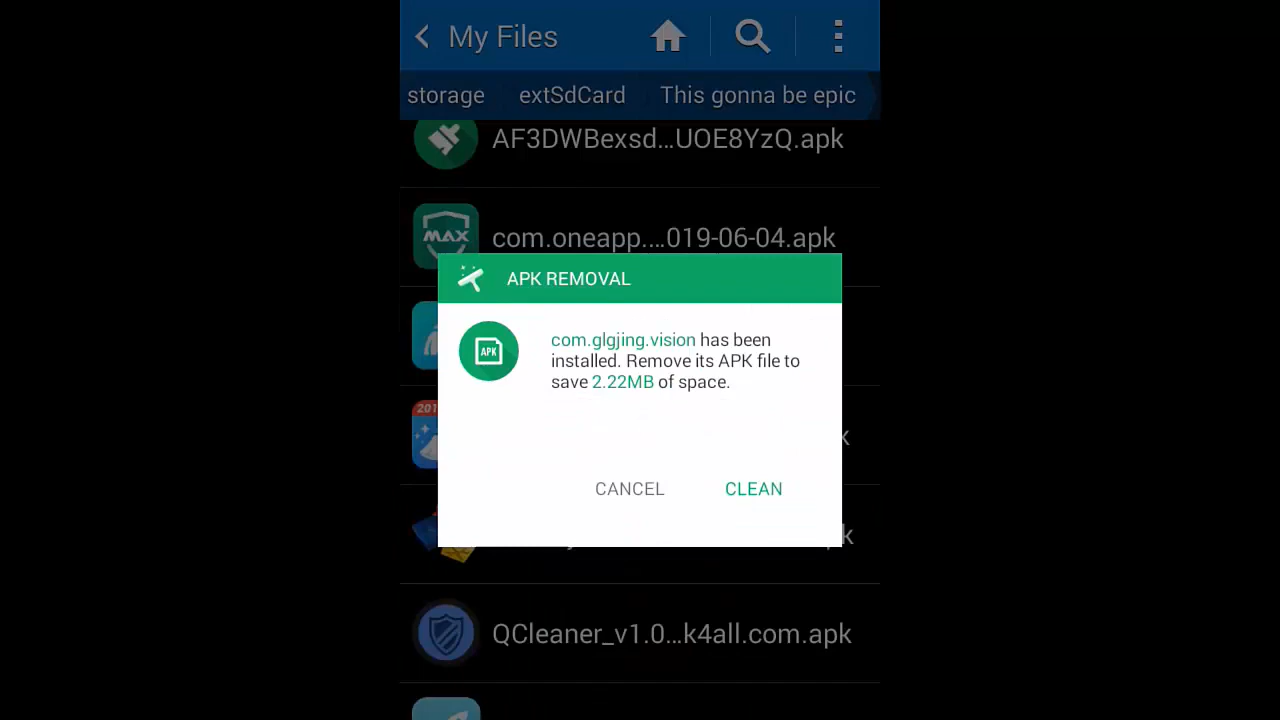 My Files
storage extSdCard This gonna be epic
AF3DWBexsd...UOE8YzQ.apk
MAX
com.oneapp....019-06-04.apk
APK REMOVAL
APK
com.glgjing.vision has been
installed. Remove its APK file to
save 2.22MB of space.
201
k
CANCEL CLEAN
k
QCleaner_v1.0...k4all.com.apk